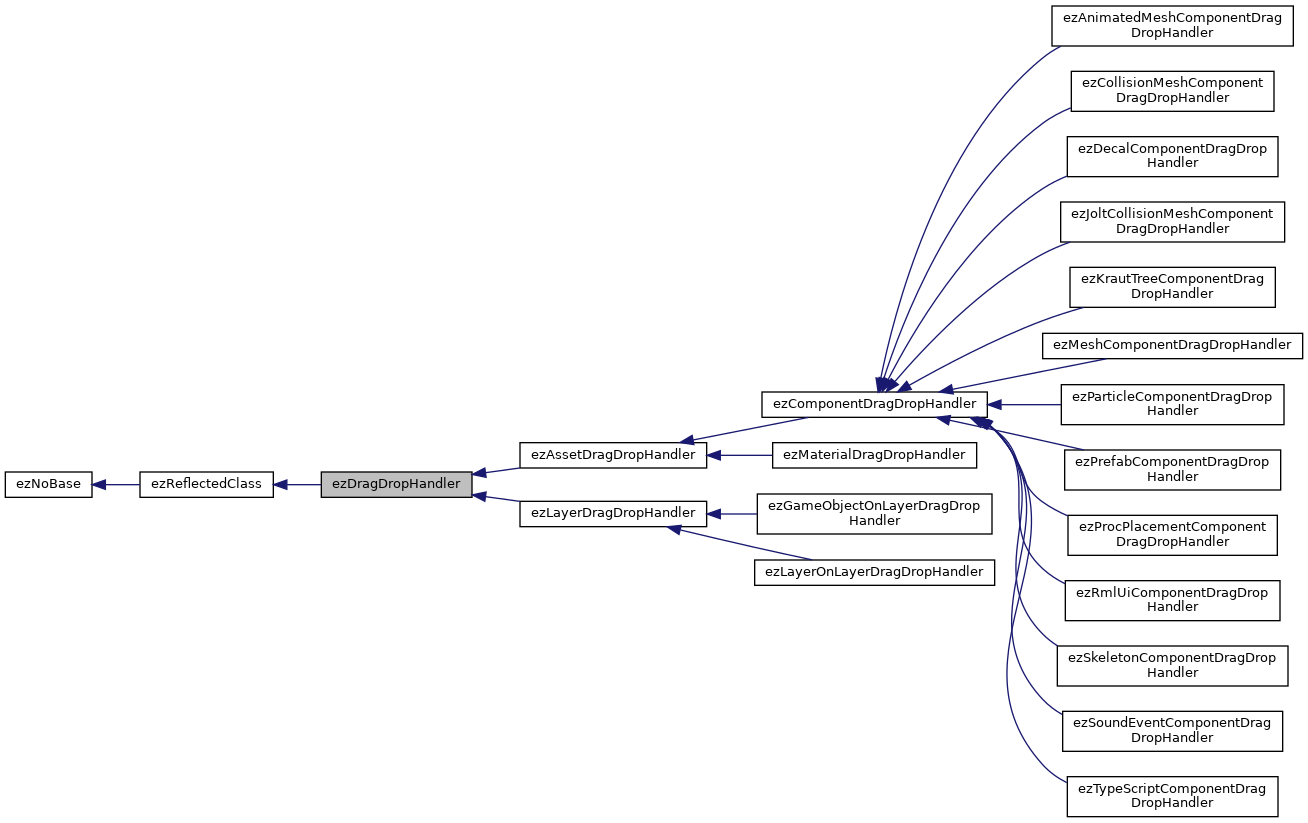 ezAnimatedMeshComponentDrag
DropHandler
ezCollisionMeshComponent
DragDropHandler
ezDecalComponentDragDrop
Handler
ezJoltCollisionMeshComponent
DragDropHandler
ezKrautTreeComponentDrag
DropHandler
ezMeshComponentDragDropHandler
ezComponentDragDropHandler
ezParticleComponentDragDrop
Handler
ezAssetDragDropHandler
ezMaterialDragDropHandler
ezPrefabComponentDragDrop
Handler
ezNoBase
ezReflectedClass
ezDragDropHandler
ezLayerDragDropHandler
ezGameObjectOnLayerDragDrop
Handler
ezProcPlacementComponent
DragDropHandler
ezLayerOnLayerDragDropHandler
ezRmlUiComponentDragDrop
Handler
ezSkeletonComponentDragDrop
Handler
ezSoundEventComponentDrag
DropHandler
ezTypeScriptComponentDrag
DropHandler